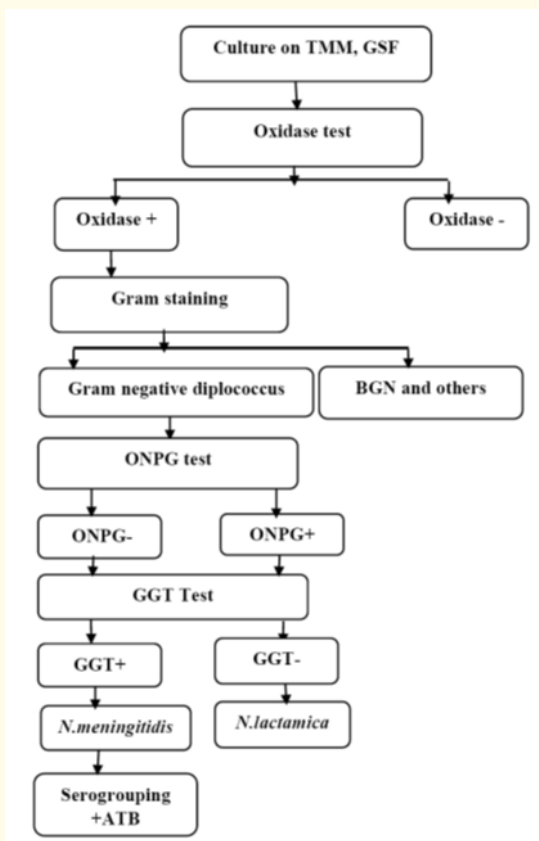 Culture on TMM, GSF
Oxidase test
Oxidase +
Oxidase -
Gram staining
Gram negative diplococcus
BGN and others
ONPG test
ONPG-
ONPG+
GGT Test
GGT+
GGT-
N.meningitidis
N.lactamica
Serogrouping
+ATB